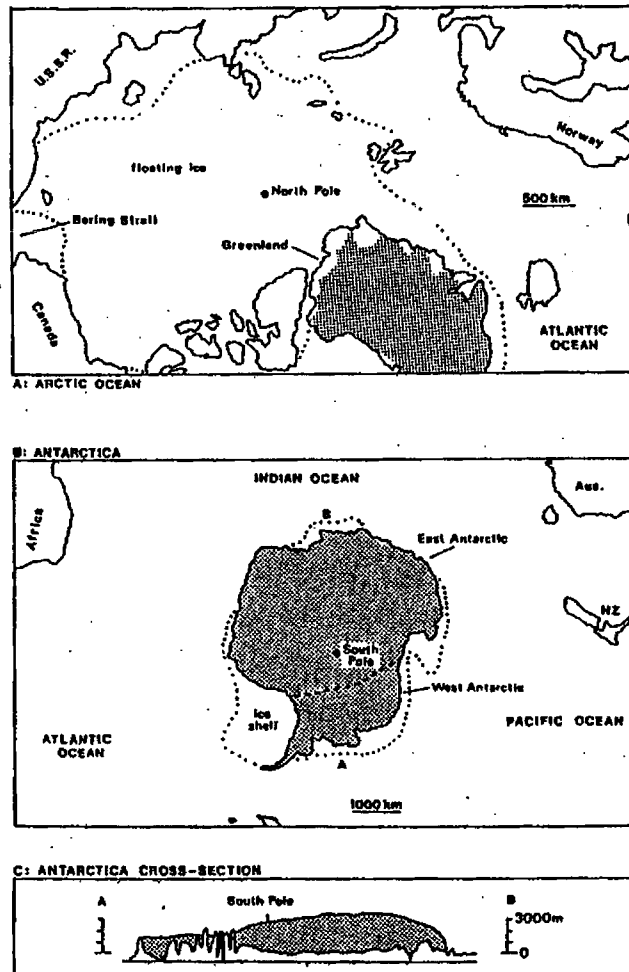 U.S.S.R.
Norway
floating ice
North Pole
500 km
Bering Strait
Greenland
Canada
ATLANTIC
OCEAN
A: ARCTIC OCEAN
B: ANTARCTICA
INDIAN OCEAN
Aus.
Africa
B
East Antarctic
NZ
South
Pole
West Antarctic
Ice
shelf
ATLANTIC
OCEAN
PACIFIC OCEAN
A
1000 km
C: ANTARCTICA CROSS-SECTION
A
South Pole
B
3000m
0